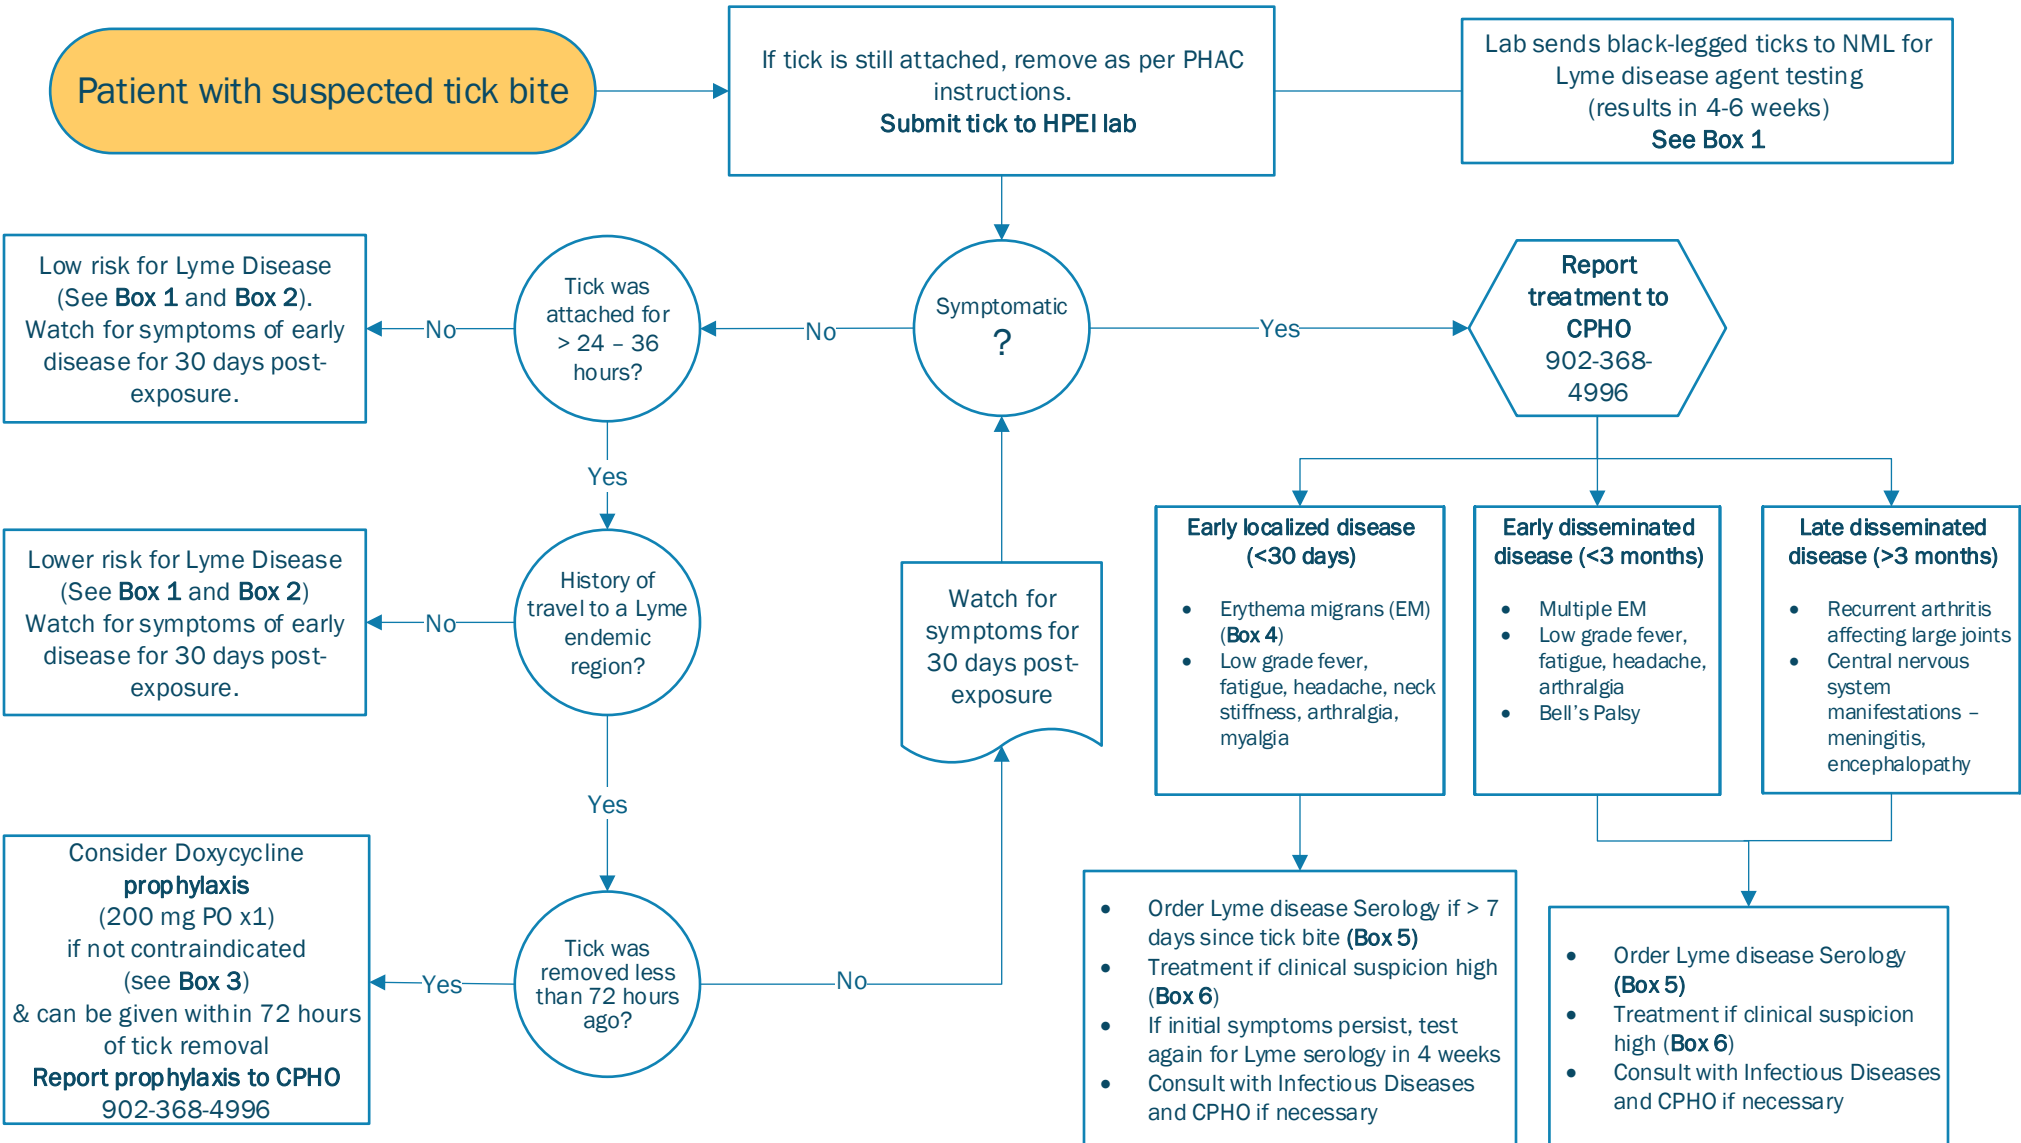 Patient with suspected tick bite
If tick is still attached, remove as per PHAC
instructions.
Submit tick to HPEI lab
Lab sends black-legged ticks to NML for
Lyme disease agent testing
(results in 4-6 weeks)
See Box 1
Low risk for Lyme Disease
(See Box 1 and Box 2).
Watch for symptoms of early
disease for 30 days post-
exposure.
No
Tick was
attached for
> 24 – 36
hours?
No
Symptomatic
?
Yes
Report
treatment to
CPHO
902-368-
4996
Yes
Lower risk for Lyme Disease
(See Box 1 and Box 2)
Watch for symptoms of early
disease for 30 days post-
exposure.
No
History of
travel to a Lyme
endemic
region?
Watch for
symptoms for
30 days post-
exposure
Early localized disease
(<30 days)
• Erythema migrans (EM)
(Box 4)
• Low grade fever,
fatigue, headache, neck
stiffness, arthralgia,
myalgia
Early disseminated
disease (<3 months)
• Multiple EM
• Low grade fever,
fatigue, headache,
arthralgia
• Bell's Palsy
Late disseminated
disease (>3 months)
• Recurrent arthritis
affecting large joints
• Central nervous
system
manifestations –
meningitis,
encephalopathy
Yes
Consider Doxycycline
prophylaxis
(200 mg PO x1)
if not contraindicated
(see Box 3)
& can be given within 72 hours
of tick removal
Report prophylaxis to CPHO
902-368-4996
Yes
Tick was
removed less
than 72 hours
ago?
No
• Order Lyme disease Serology if > 7
days since tick bite (Box 5)
• Treatment if clinical suspicion high
(Box 6)
• If initial symptoms persist, test
again for Lyme serology in 4 weeks
• Consult with Infectious Diseases
and CPHO if necessary
• Order Lyme disease Serology
(Box 5)
• Treatment if clinical suspicion
high (Box 6)
• Consult with Infectious Diseases
and CPHO if necessary